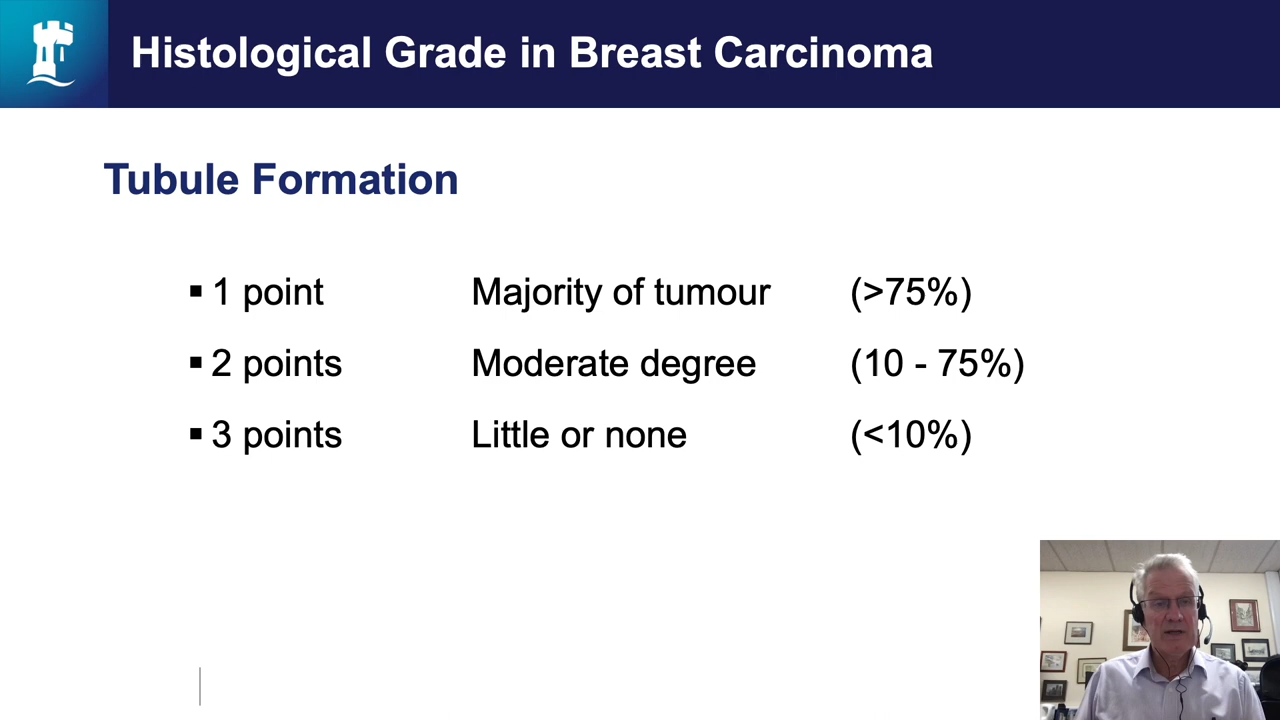 Histological Grade in Breast Carcinoma
Tubule Formation
▪ 1 point Majority of tumour (>75%)
▪ 2 points Moderate degree (10 - 75%)
▪ 3 points Little or none (<10%)